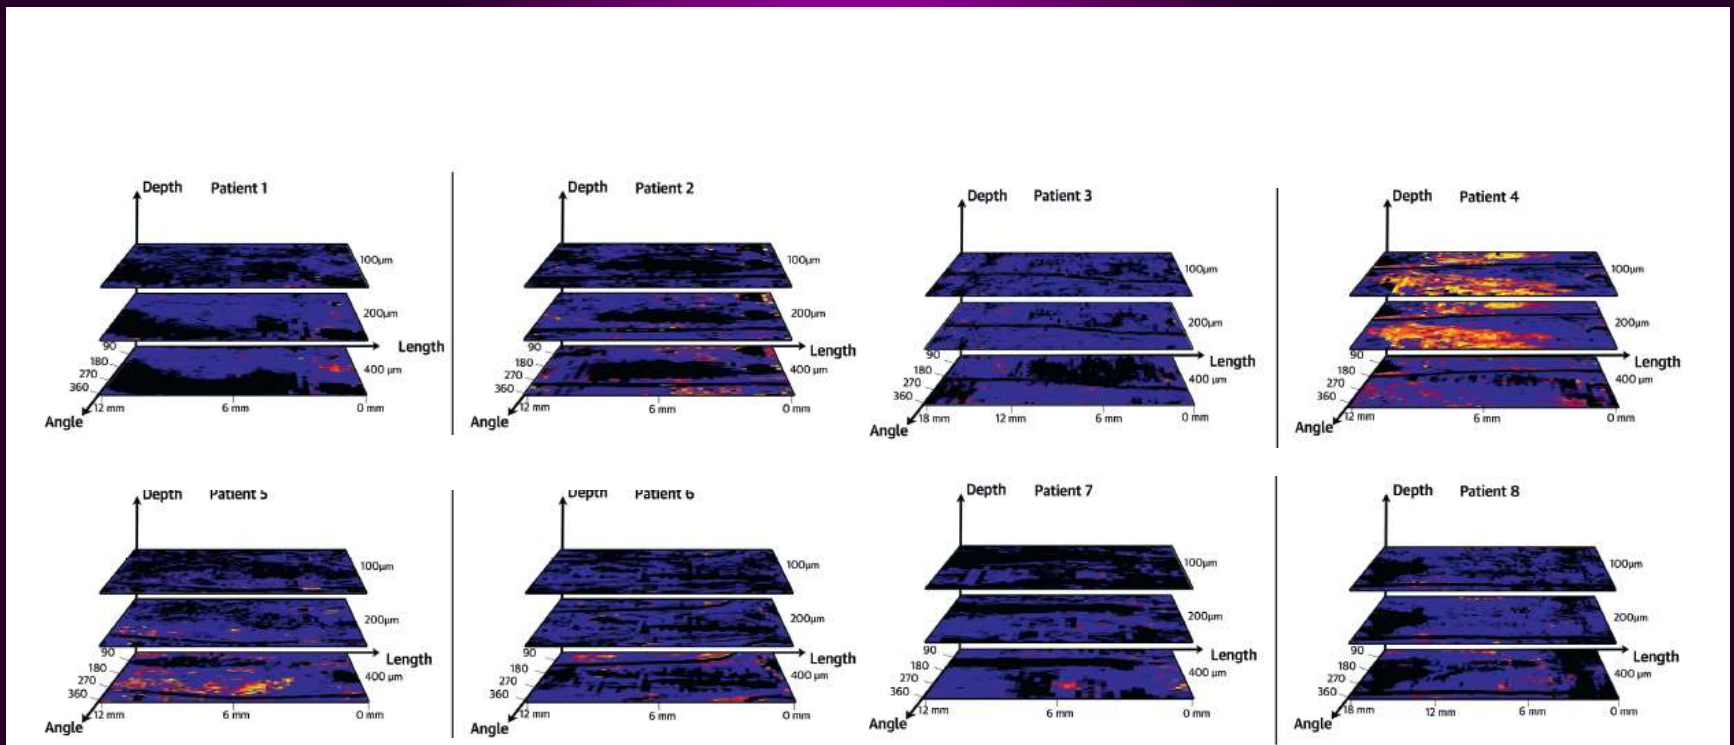 Depth Patient 1
100µm
200µm
Length
90
180
270
360
400 µm
12 mm 6 mm 0 mm
Angle
Depth Patient 2
100µm
200µm
Length
90
180
270
360
400 µm
12 mm 6 mm 0 mm
Angle
Depth Patient 3
100µm
200µm
Length
90
180
270
360
400 µm
18 mm 12 mm 6 mm 0 mm
Angle
Depth Patient 4
100µm
200µm
Length
90
180
270
360
400 µm
12 mm 6 mm 0 mm
Angle
Depth Patient 5
100µm
200µm
Length
90
180
270
360
400 µm
12 mm 6 mm 0 mm
Angle
Depth Patient 6
100µm
200µm
Length
90
180
270
360
400 µm
12 mm 6 mm 0 mm
Angle
Depth Patient 7
100µm
200µm
Length
90
180
270
360
400 µm
12 mm 6 mm 0 mm
Angle
Depth Patient 8
100µm
200µm
Length
90
180
270
360
400 µm
18 mm 12 mm 6 mm 0 mm
Angle